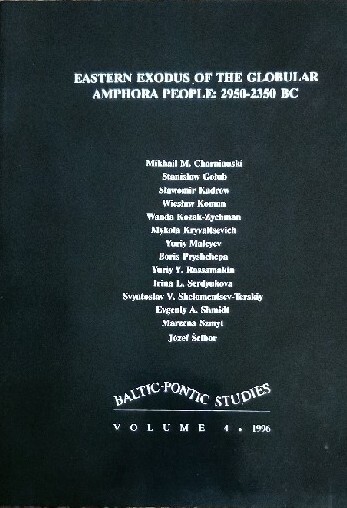 EASTERN EXODUS OF THE GLOBULAR
AMPHORA PEOPLE: 2950-2350 BC
Mikhail M. Charniauski
Stanisław Gołub
Sławomir Kadrow
Wiesław Koman
Wanda Kozak-Zychman
Mykola Kryvaltsevich
Yuriy Maleyev
Boris Pryshchepa
Yuriy Y. Rassamakin
Irina L. Serdyukova
Svyatoslav V. Shelomentsev-Terskiy
Evgeniy A. Shmidt
Marzena Szmyt
Józef Ścibor
BALTIC-PONTIC STUDIES
VOLUME 4 • 1996